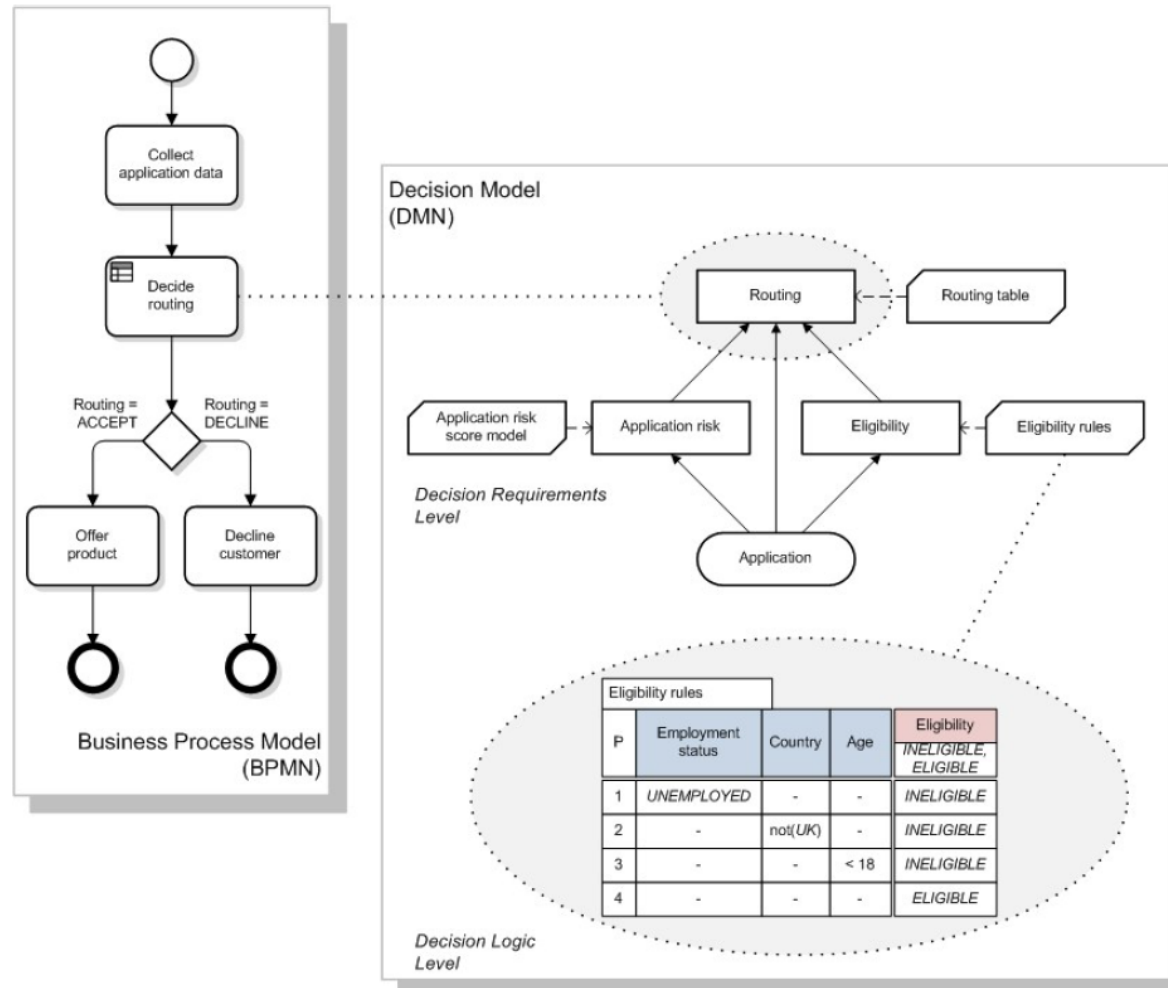 Collect
application data
Decide
routing
Routing =
ACCEPT
Routing =
DECLINE
Offer
product
Decline
customer
Business Process Model
(BPMN)
Decision Model
(DMN)
Routing
Routing table
Application risk
score model
Application risk
Eligibility
Eligibility rules
Decision Requirements
Level
Application
Eligibility rules
P
Employment
status
Country
Age
Eligibility
INELIGIBLE,
ELIGIBLE
1 UNEMPLOYED - - INELIGIBLE
2 - not(UK) - INELIGIBLE
3 - - < 18 INELIGIBLE
4 - - - ELIGIBLE
Decision Logic
Level